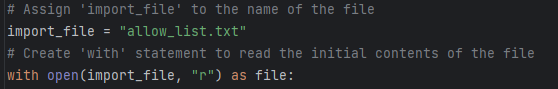 # Assign 'import_file' to the name of the file
import_file = "allow_list.txt"
# Create 'with' statement to read the initial contents of the file
with open(import_file, "r") as file: